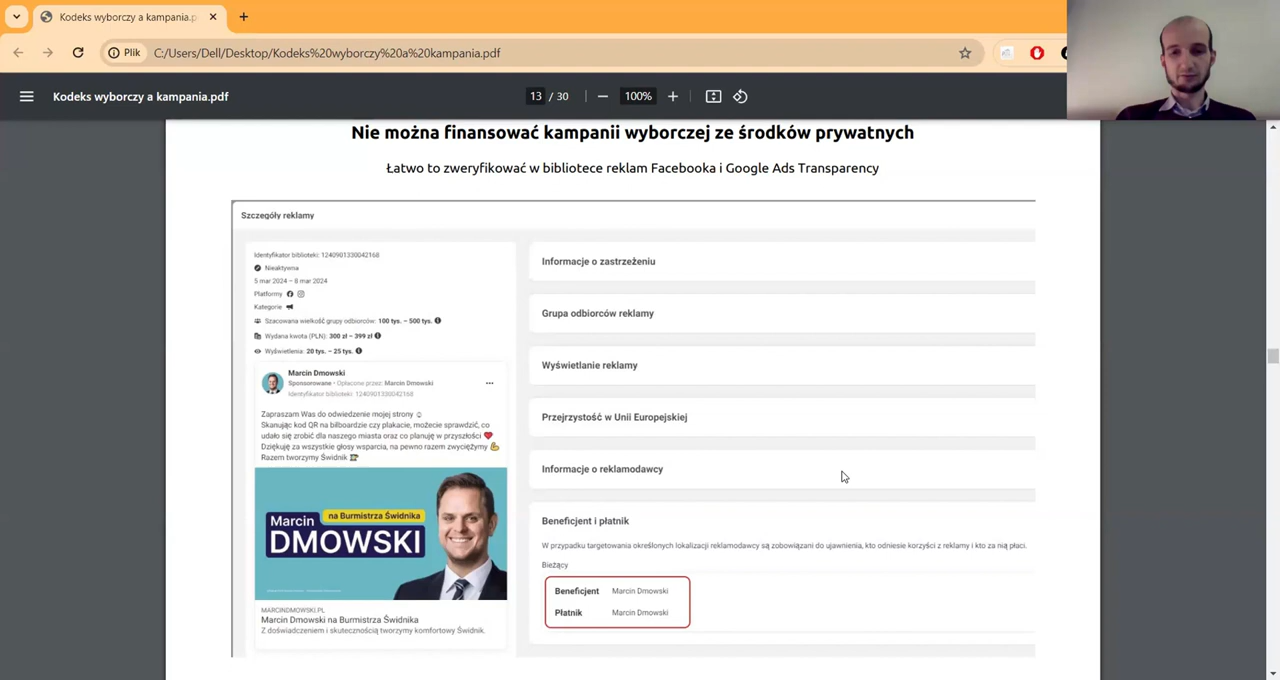 Kodeks wyborczy a kampania.p
Plik
C:/Users/Dell/Desktop/Kodeks%20wyborczy%20a%20kampania.pdf
Kodeks wyborczy a kampania.pdf
13 / 30
100%
Nie można finansować kampanii wyborczej ze środków prywatnych
Łatwo to zweryfikować w bibliotece reklam Facebooka i Google Ads Transparency
Szczegóły reklamy
Identyfikator biblioteki: 1240901330042168
Nieaktywna
5 mar 2024 – 8 mar 2024
Platformy
Kategorie
Szacowana wielkość grupy odbiorców: 100 tys. – 500 tys.
Wydana kwota (PLN): 300 zł – 399 zł
Wyświetlenia: 20 tys. – 25 tys.
Marcin Dmowski
Sponsorowane • Opłacone przez: Marcin Dmowski
Identyfikator biblioteki: 1240901330042168
Zapraszam Was do odwiedzenie mojej strony ☺
Skanując kod QR na bilboardzie czy plakacie, możecie sprawdzić, co
udało się zrobić dla naszego miasta oraz co planuję w przyszłości ❤️
Dziękuję za wszystkie głosy wsparcia, na pewno razem zwyciężymy 💪
Razem tworzymy Świdnik
Marcin
na Burmistrza Świdnika
DMOWSKI
MARCINDMOWSKI.PL
Marcin Dmowski na Burmistrza Świdnika
Z doświadczeniem i skutecznością tworzymy komfortowy Świdnik.
Informacje o zastrzeżeniu
Grupa odbiorców reklamy
Wyświetlanie reklamy
Przejrzystość w Unii Europejskiej
Informacje o reklamodawcy
Beneficjent i płatnik
W przypadku targetowania określonych lokalizacji reklamodawcy są zobowiązani do ujawnienia, kto odniesie korzyści z reklamy i kto za nią płaci.
Bieżący
Beneficjent Marcin Dmowski
Płatnik Marcin Dmowski